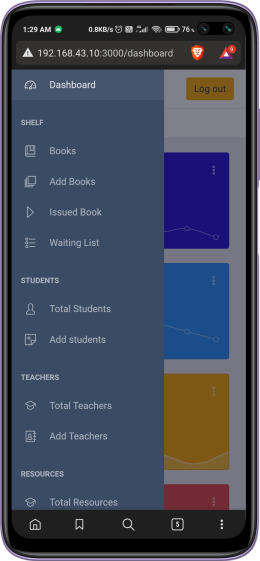 1:29 AM 0.8KB/s 76%
192.168.43.10:3000/dashboard 9
Dashboard
Log out
SHELF
Books
Add Books
Issued Book
Waiting List
STUDENTS
Total Students
Add students
TEACHERS
Total Teachers
Add Teachers
RESOURCES
Total Resources
5